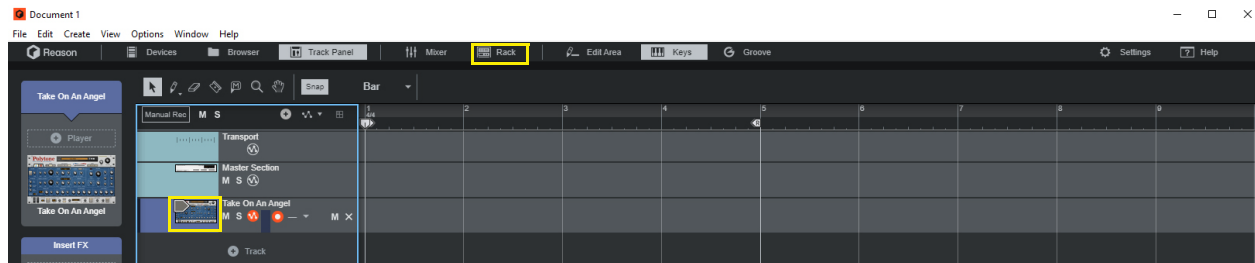 Document 1
File Edit Create View Options Window Help
Reason Devices Browser Track Panel Mixer Rack Edit Area Keys Groove Settings ? Help
Take On An Angel
Snap Bar
Manual Rec M S
1 2 3 4 5 6 7 8 9
4/4
Player
Transport
Polytone
Master Section
M S
Take On An Angel
Take On An Angel
M S M
Insert FX
Track